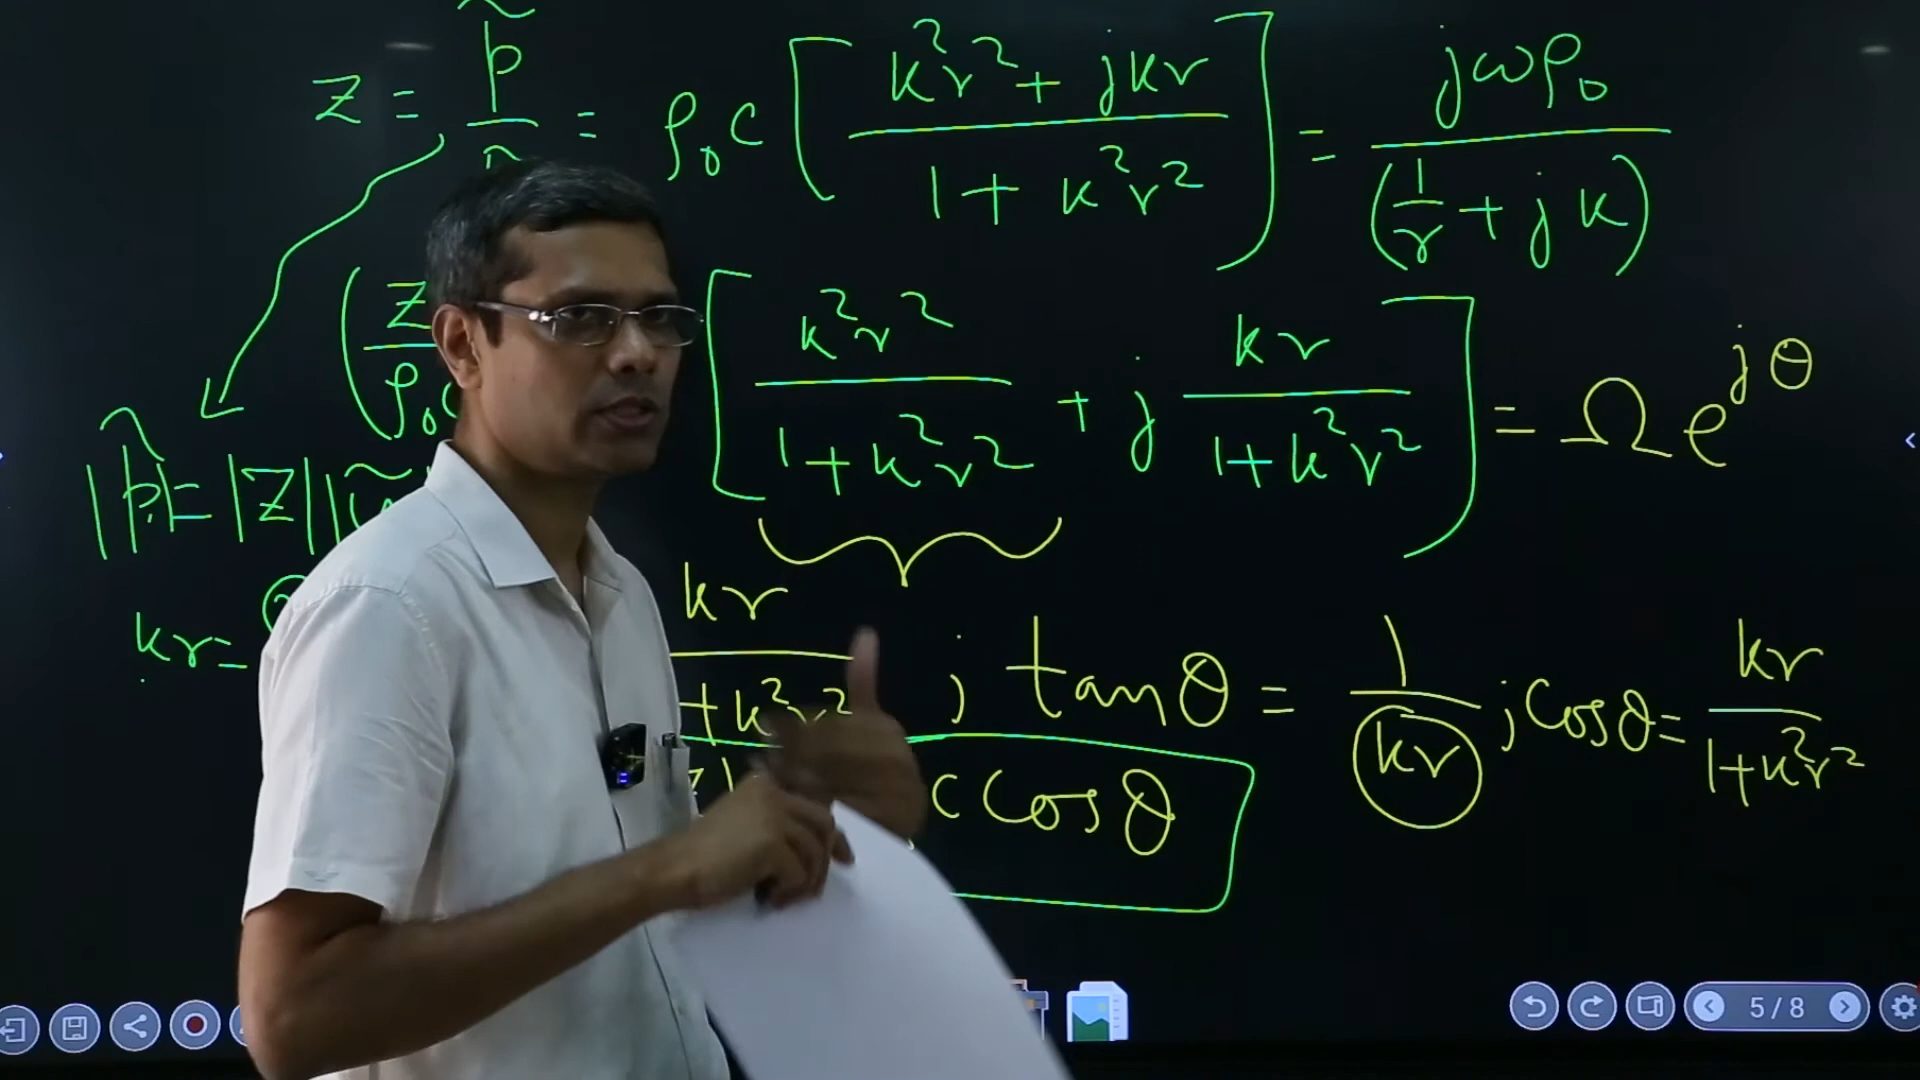 z = p̃ / ũ = ρ₀c [ (k²r² + jkr) / (1 + k²r²) ] = jωρ₀ / (1/r + jk)
( z / ρ₀c [ k²r² / (1 + k²r²) + j kr / (1 + k²r²) ] = Ω e^{jθ}
|p̃| = |z||ũ
kr =
kr / + k²r² ; tanθ = 1 / kr ; cosθ = kr / (1 + k²r²)
z| c cosθ
5/8